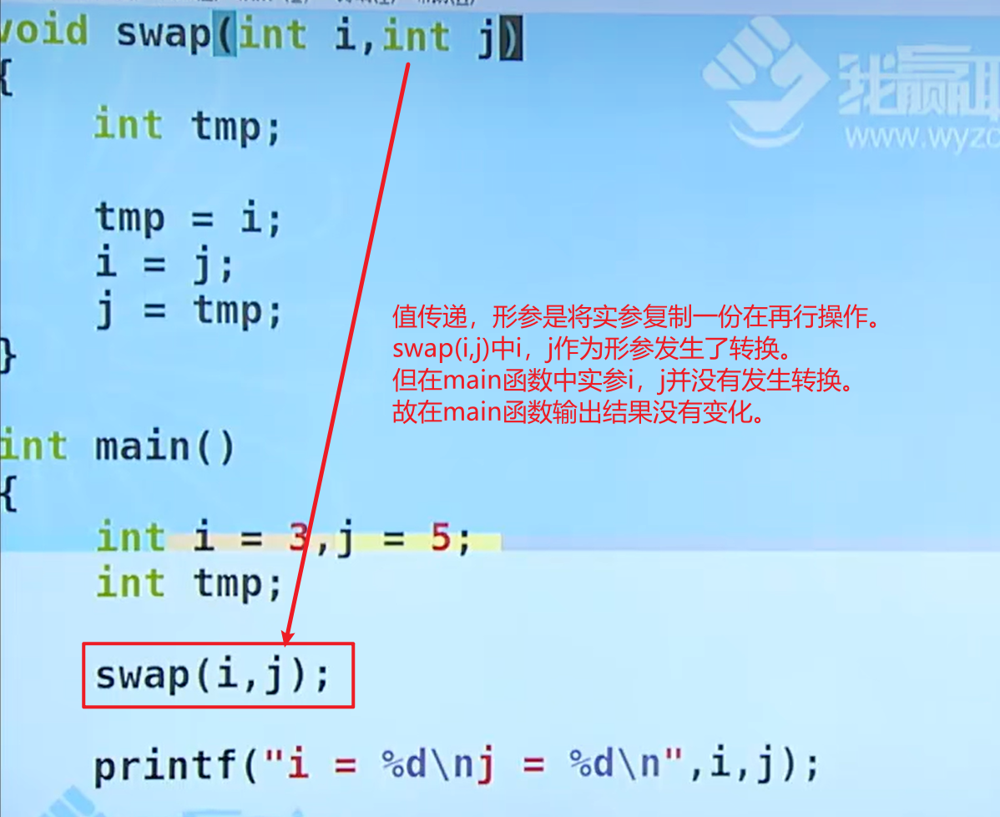 void swap(int i,int j)
{
int tmp;
tmp = i;
i = j;
j = tmp;
}
值传递，形参是将实参复制一份在再行操作。
swap(i,j)中i，j作为形参发生了转换。
但在main函数中实参i，j并没有发生转换。
故在main函数输出结果没有变化。
int main()
{
int i = 3,j = 5;
int tmp;
swap(i,j);
printf("i = %d\nj = %d\n",i,j);
我赢职
www.wyzc